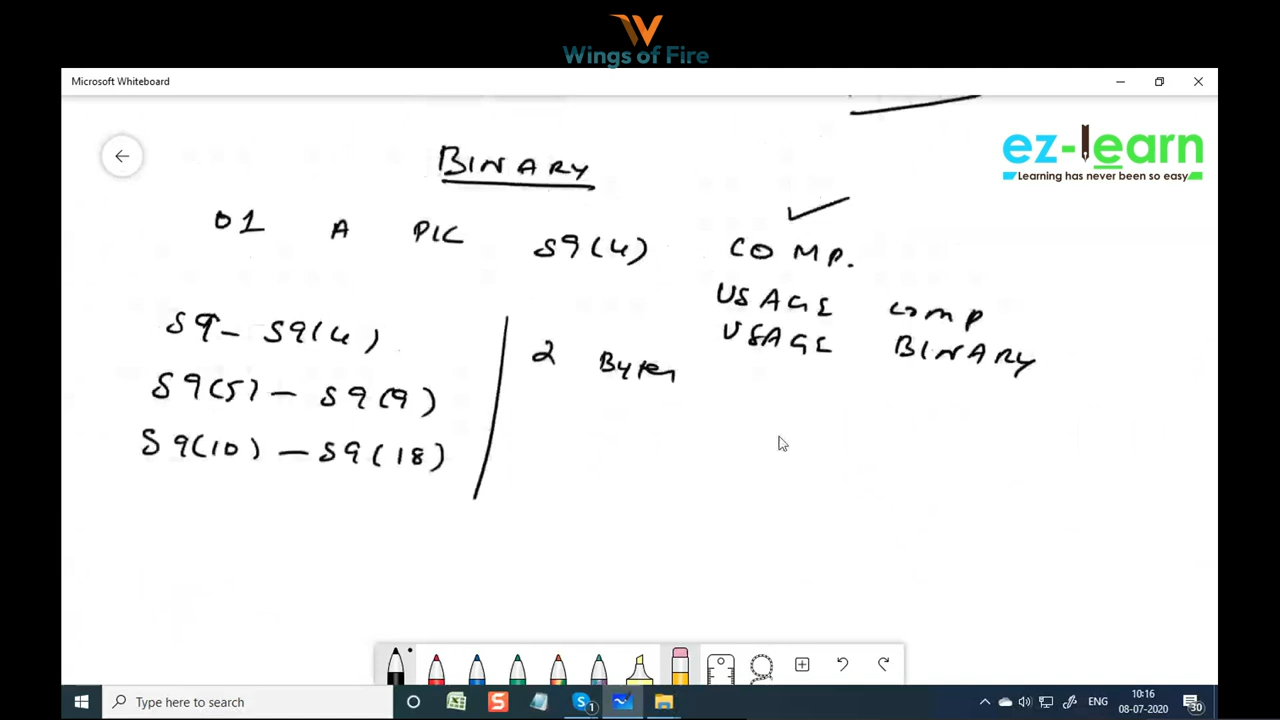 Wings of Fire
Microsoft Whiteboard
ez-learn
Learning has never been so easy
BINARY
01 A PIC S9(4) COMP.
USAGE COMP
USAGE BINARY
S9 - S9(4) 2 Bytes
S9(5) - S9(9)
S9(10) - S9(18)
Type here to search
S
1
ENG
10:16
08-07-2020
30